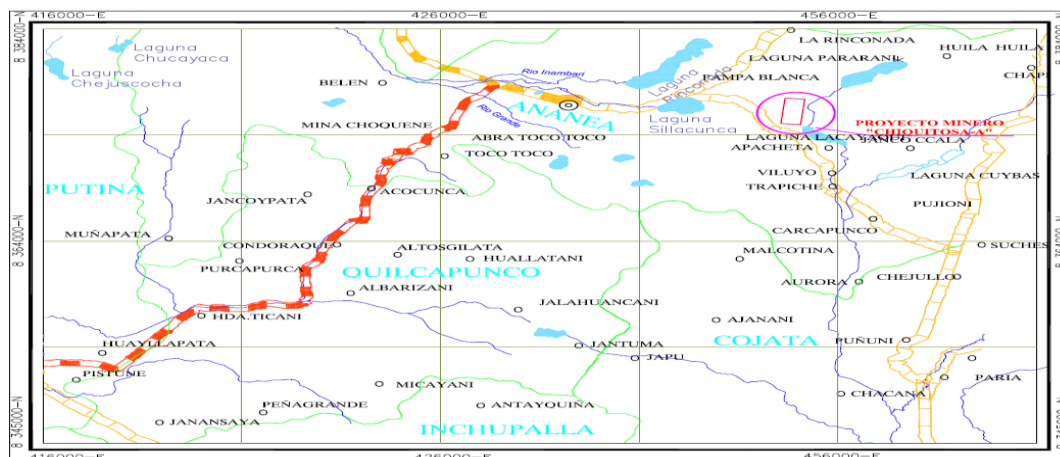 416000-E 426000-E 456000-E
8 384000-N
Laguna
Chucayaca
Laguna
Chejuscocha
BELEN
Rio Inambari
Rio Grande
ANANEA
Laguna
Rinconada
Laguna
Sillacunca
LA RINCONADA
LAGUNA PARARANI
PAMPA BLANCA
HUILA HUILA
PROYECTO MINERO
"CHIQUITOSA-A"
MINA CHOQUENE
ABRA TOCO TOCO
TOCO TOCO
LAGUNA LACAYAQUI
APACHETA
JANCO CCALA
PUTINA
JANCOYPATA
ACOCUNCA
VILUYO
TRAPICHE
LAGUNA CUYBAS
PUJIONI
MUÑAPATA
CONDORAQUE
ALTOSGILATA
CARCAPUNCO
SUCHES
8 364000-N
PURCAPURCA
QUILCAPUNCO
HUALLATANI
MALCOTINA
ALBARIZANI
AURORA
CHEJULLO
HDA.TICANI
JALAHUANCANI
AJANANI
COJATA
PUÑUNI
HUAYLLAPATA
JANTUMA
JAPU
PISTUNE
MICAYANI
PARIA
CHACANA
PEÑAGRANDE
ANTAYQUIÑA
JANANSAYA
INCHUPALLA
8 345000-N
416000-E 426000-E 456000-E